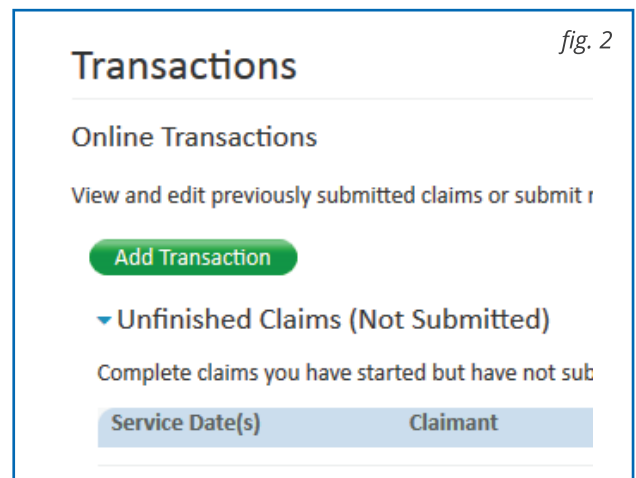 fig. 2
Transactions
Online Transactions
View and edit previously submitted claims or submit
Add Transaction
Unfinished Claims (Not Submitted)
Complete claims you have started but have not sub
Service Date(s) Claimant